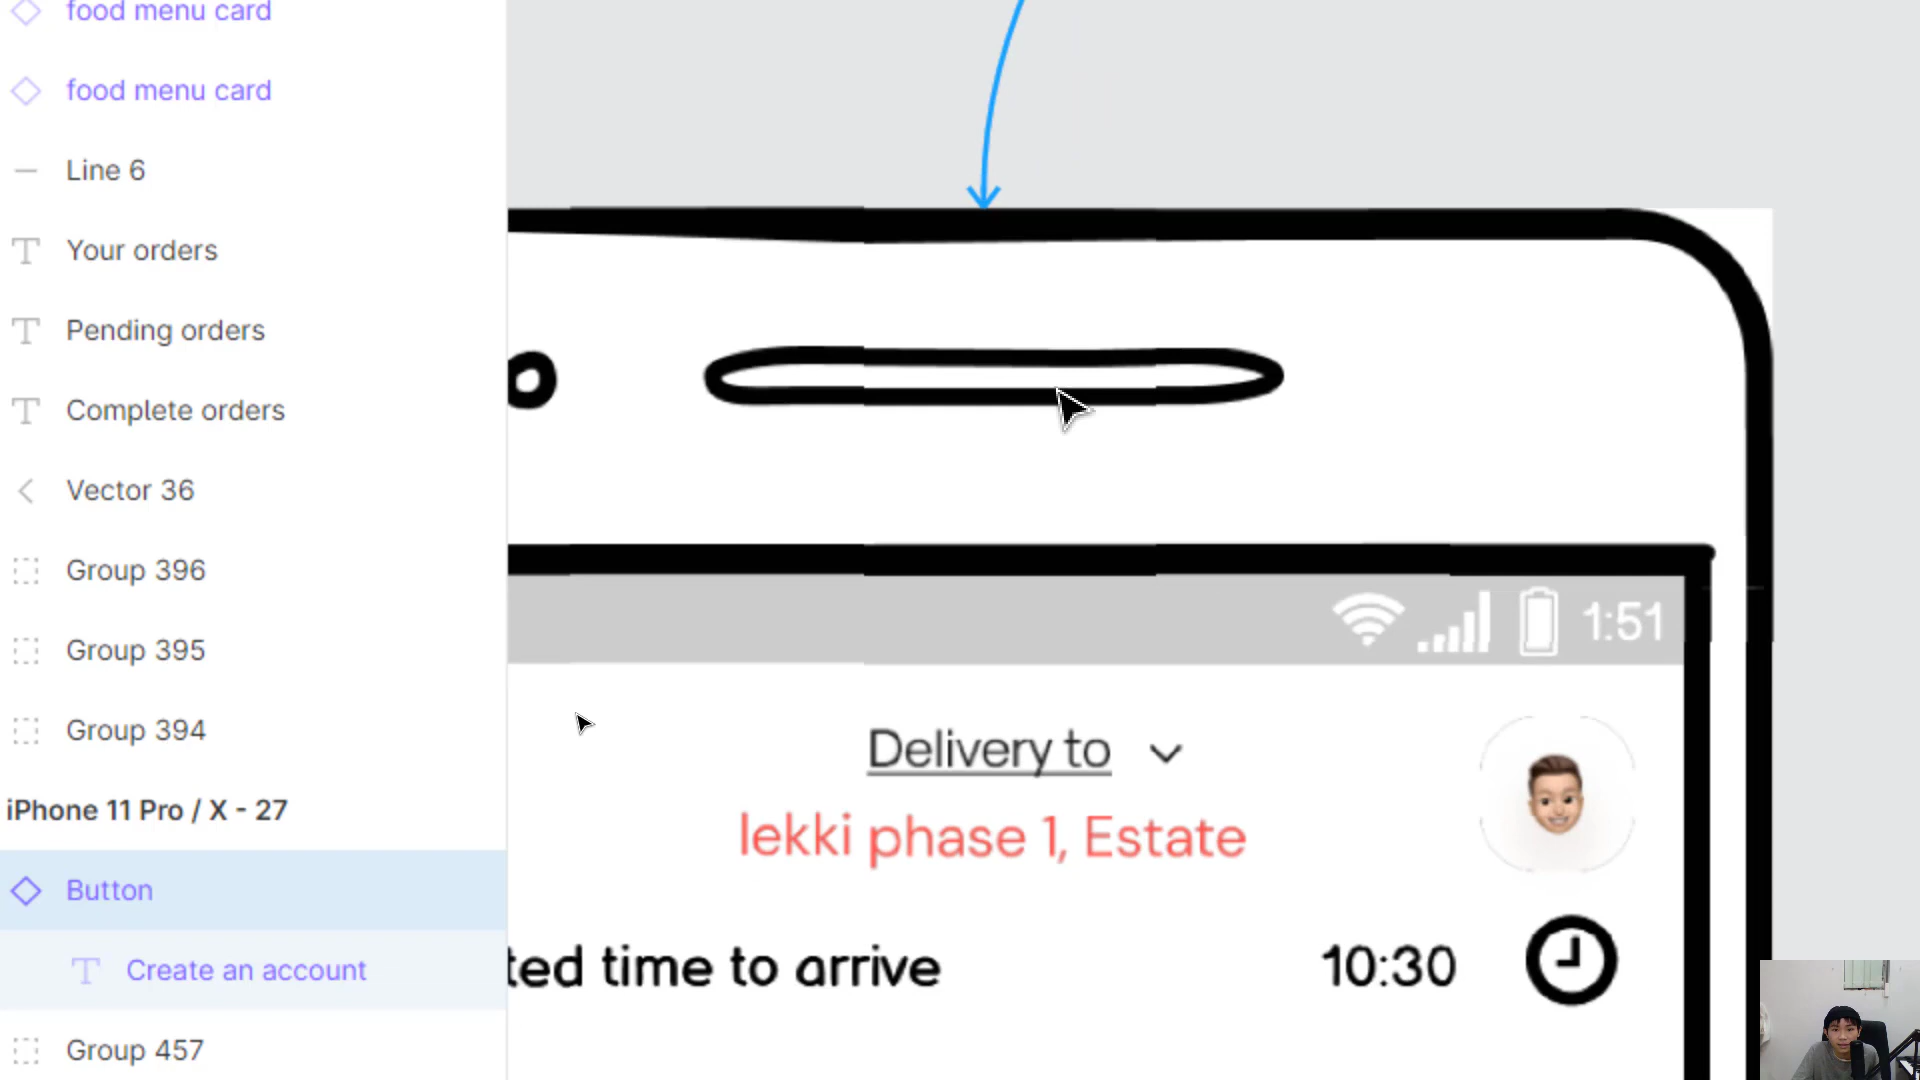 food menu card
food menu card
Line 6
Your orders
Pending orders
Complete orders
Vector 36
Group 396
Group 395
Group 394
iPhone 11 Pro / X - 27
Button
Create an account
Group 457
1:51
Delivery to
lekki phase 1, Estate
ted time to arrive
10:30